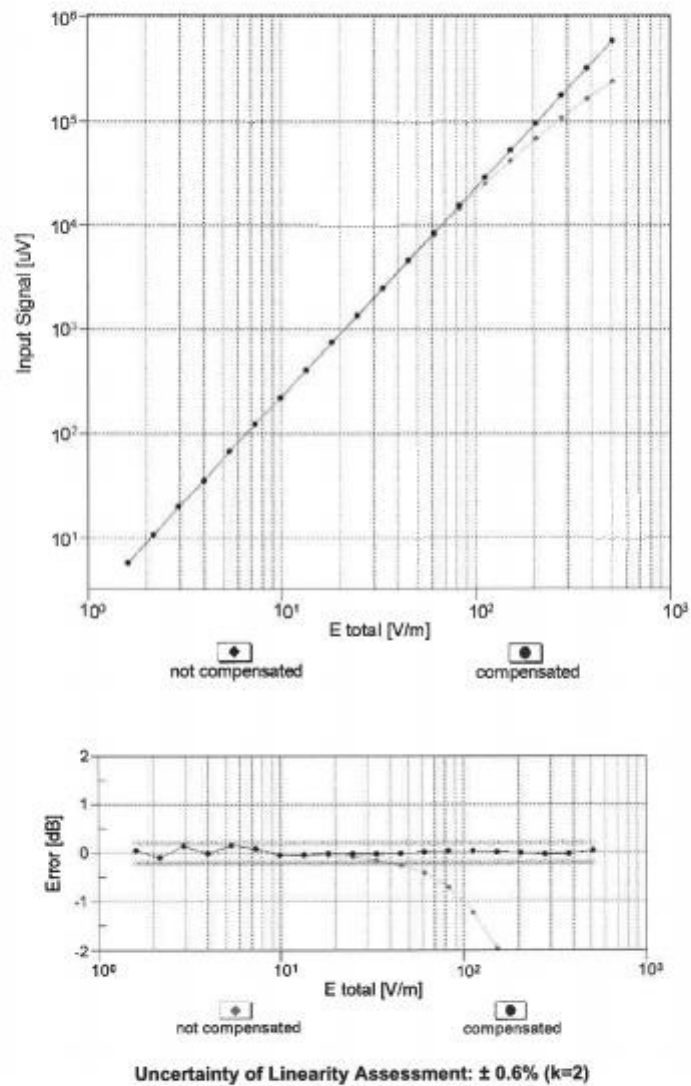 10⁶
10⁵
10⁴
10³
10²
10¹
Input Signal [uV]
10⁰ 10¹ 10² 10³
E total [V/m]
not compensated compensated
2
1
0
-1
-2
Error [dB]
10⁰ 10¹ 10² 10³
E total [V/m]
not compensated compensated
Uncertainty of Linearity Assessment: ± 0.6% (k=2)